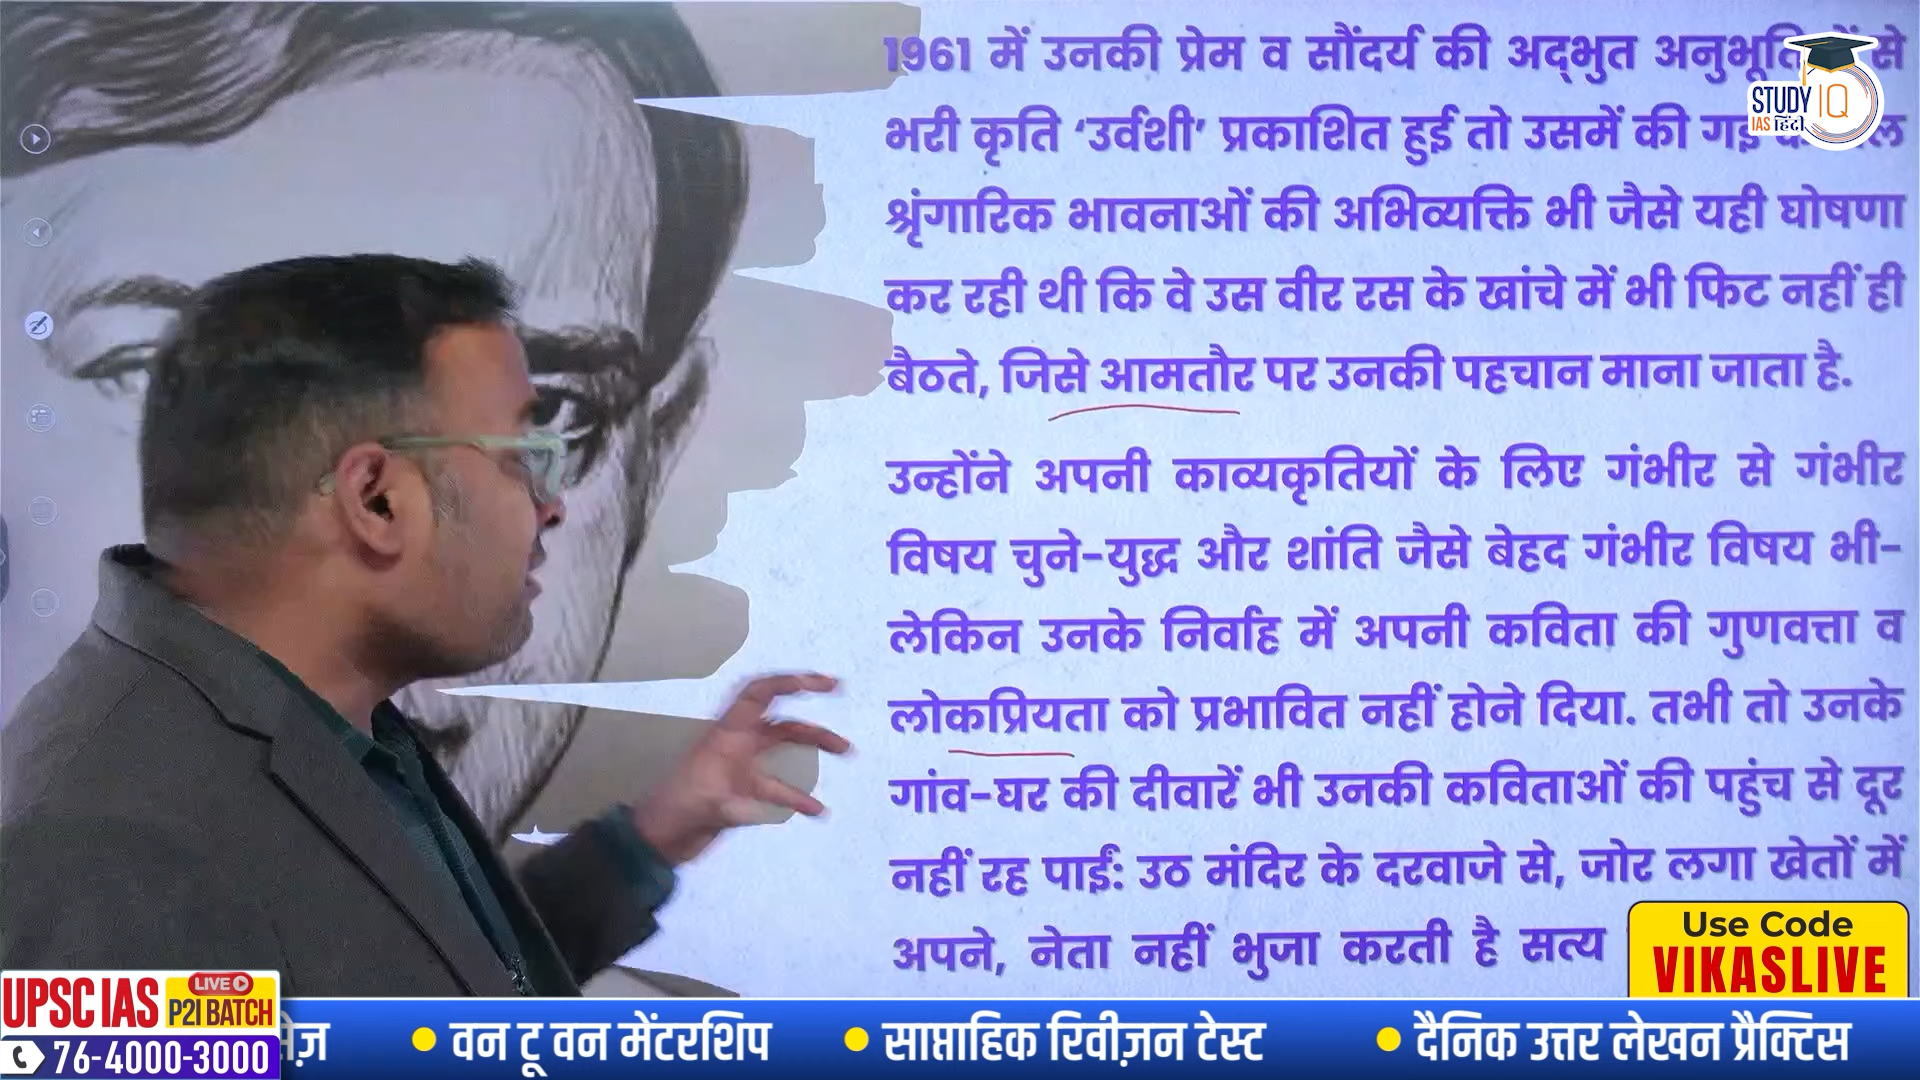 1961 में उनकी प्रेम व सौंदर्य की अद्भुत अनुभूतियों से
भरी कृति ‘उर्वशी’ प्रकाशित हुई तो उसमें की गई
श्रृंगारिक भावनाओं की अभिव्यक्ति भी जैसे यही घोषणा
कर रही थी कि वे उस वीर रस के खांचे में भी फिट नहीं ही
बैठते, जिसे आमतौर पर उनकी पहचान माना जाता है.
उन्होंने अपनी काव्यकृतियों के लिए गंभीर से गंभीर
विषय चुने-युद्ध और शांति जैसे बेहद गंभीर विषय भी-
लेकिन उनके निर्वाह में अपनी कविता की गुणवत्ता व
लोकप्रियता को प्रभावित नहीं होने दिया. तभी तो उनके
गांव-घर की दीवारें भी उनकी कविताओं की पहुंच से दूर
नहीं रह पाईं: उठ मंदिर के दरवाजे से, जोर लगा खेतों में
अपने, नेता नहीं भुजा करती है सत्य
STUDY IQ
IAS हिंदी
Use Code
VIKASLIVE
UPSC IAS LIVE P2I BATCH
76-4000-3000
वन टू वन मेंटरशिप
साप्ताहिक रिवीज़न टेस्ट
दैनिक उत्तर लेखन प्रैक्टिस